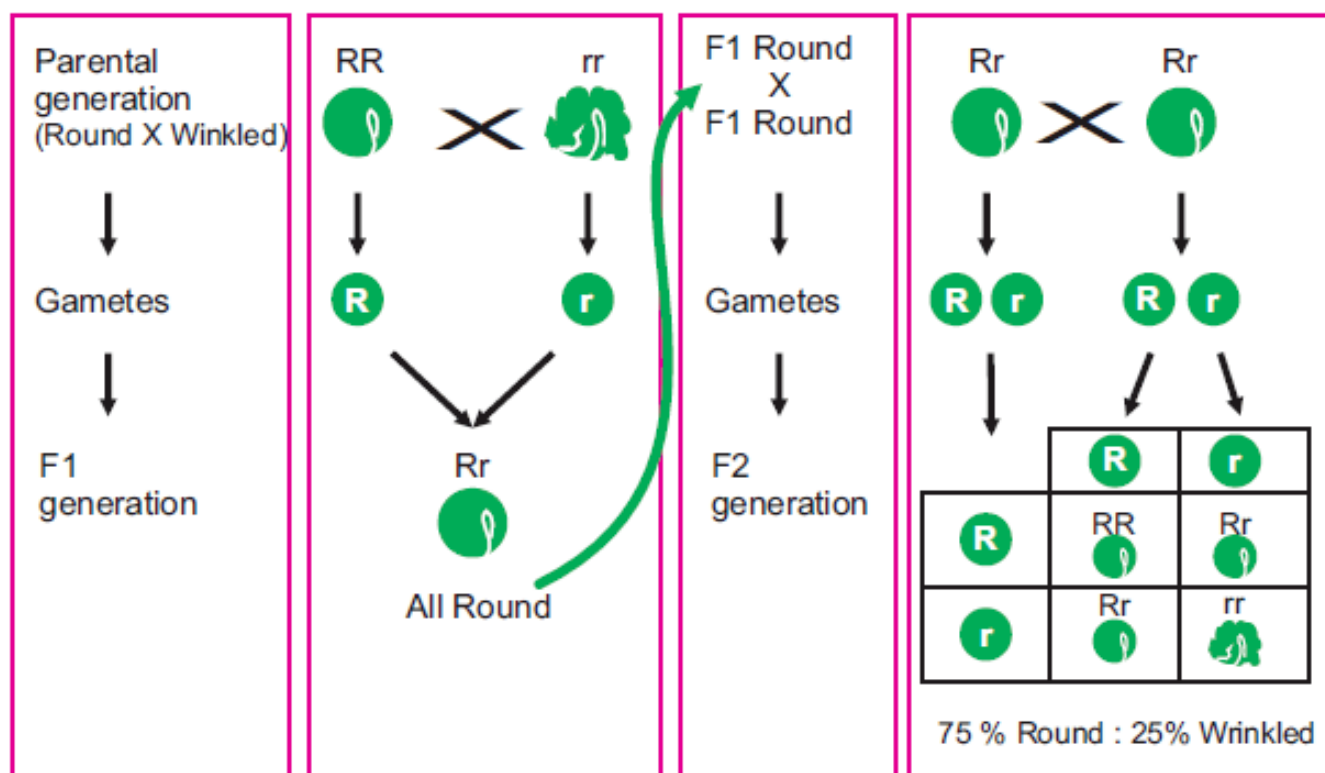 Parental
generation
(Round X Winkled)
Gametes
F1
generation
RR
rr
R
r
Rr
All Round
F1 Round
X
F1 Round
Gametes
F2
generation
Rr
Rr
R
r
R
r
R
r
R
RR
Rr
r
Rr
rr
75 % Round : 25% Wrinkled